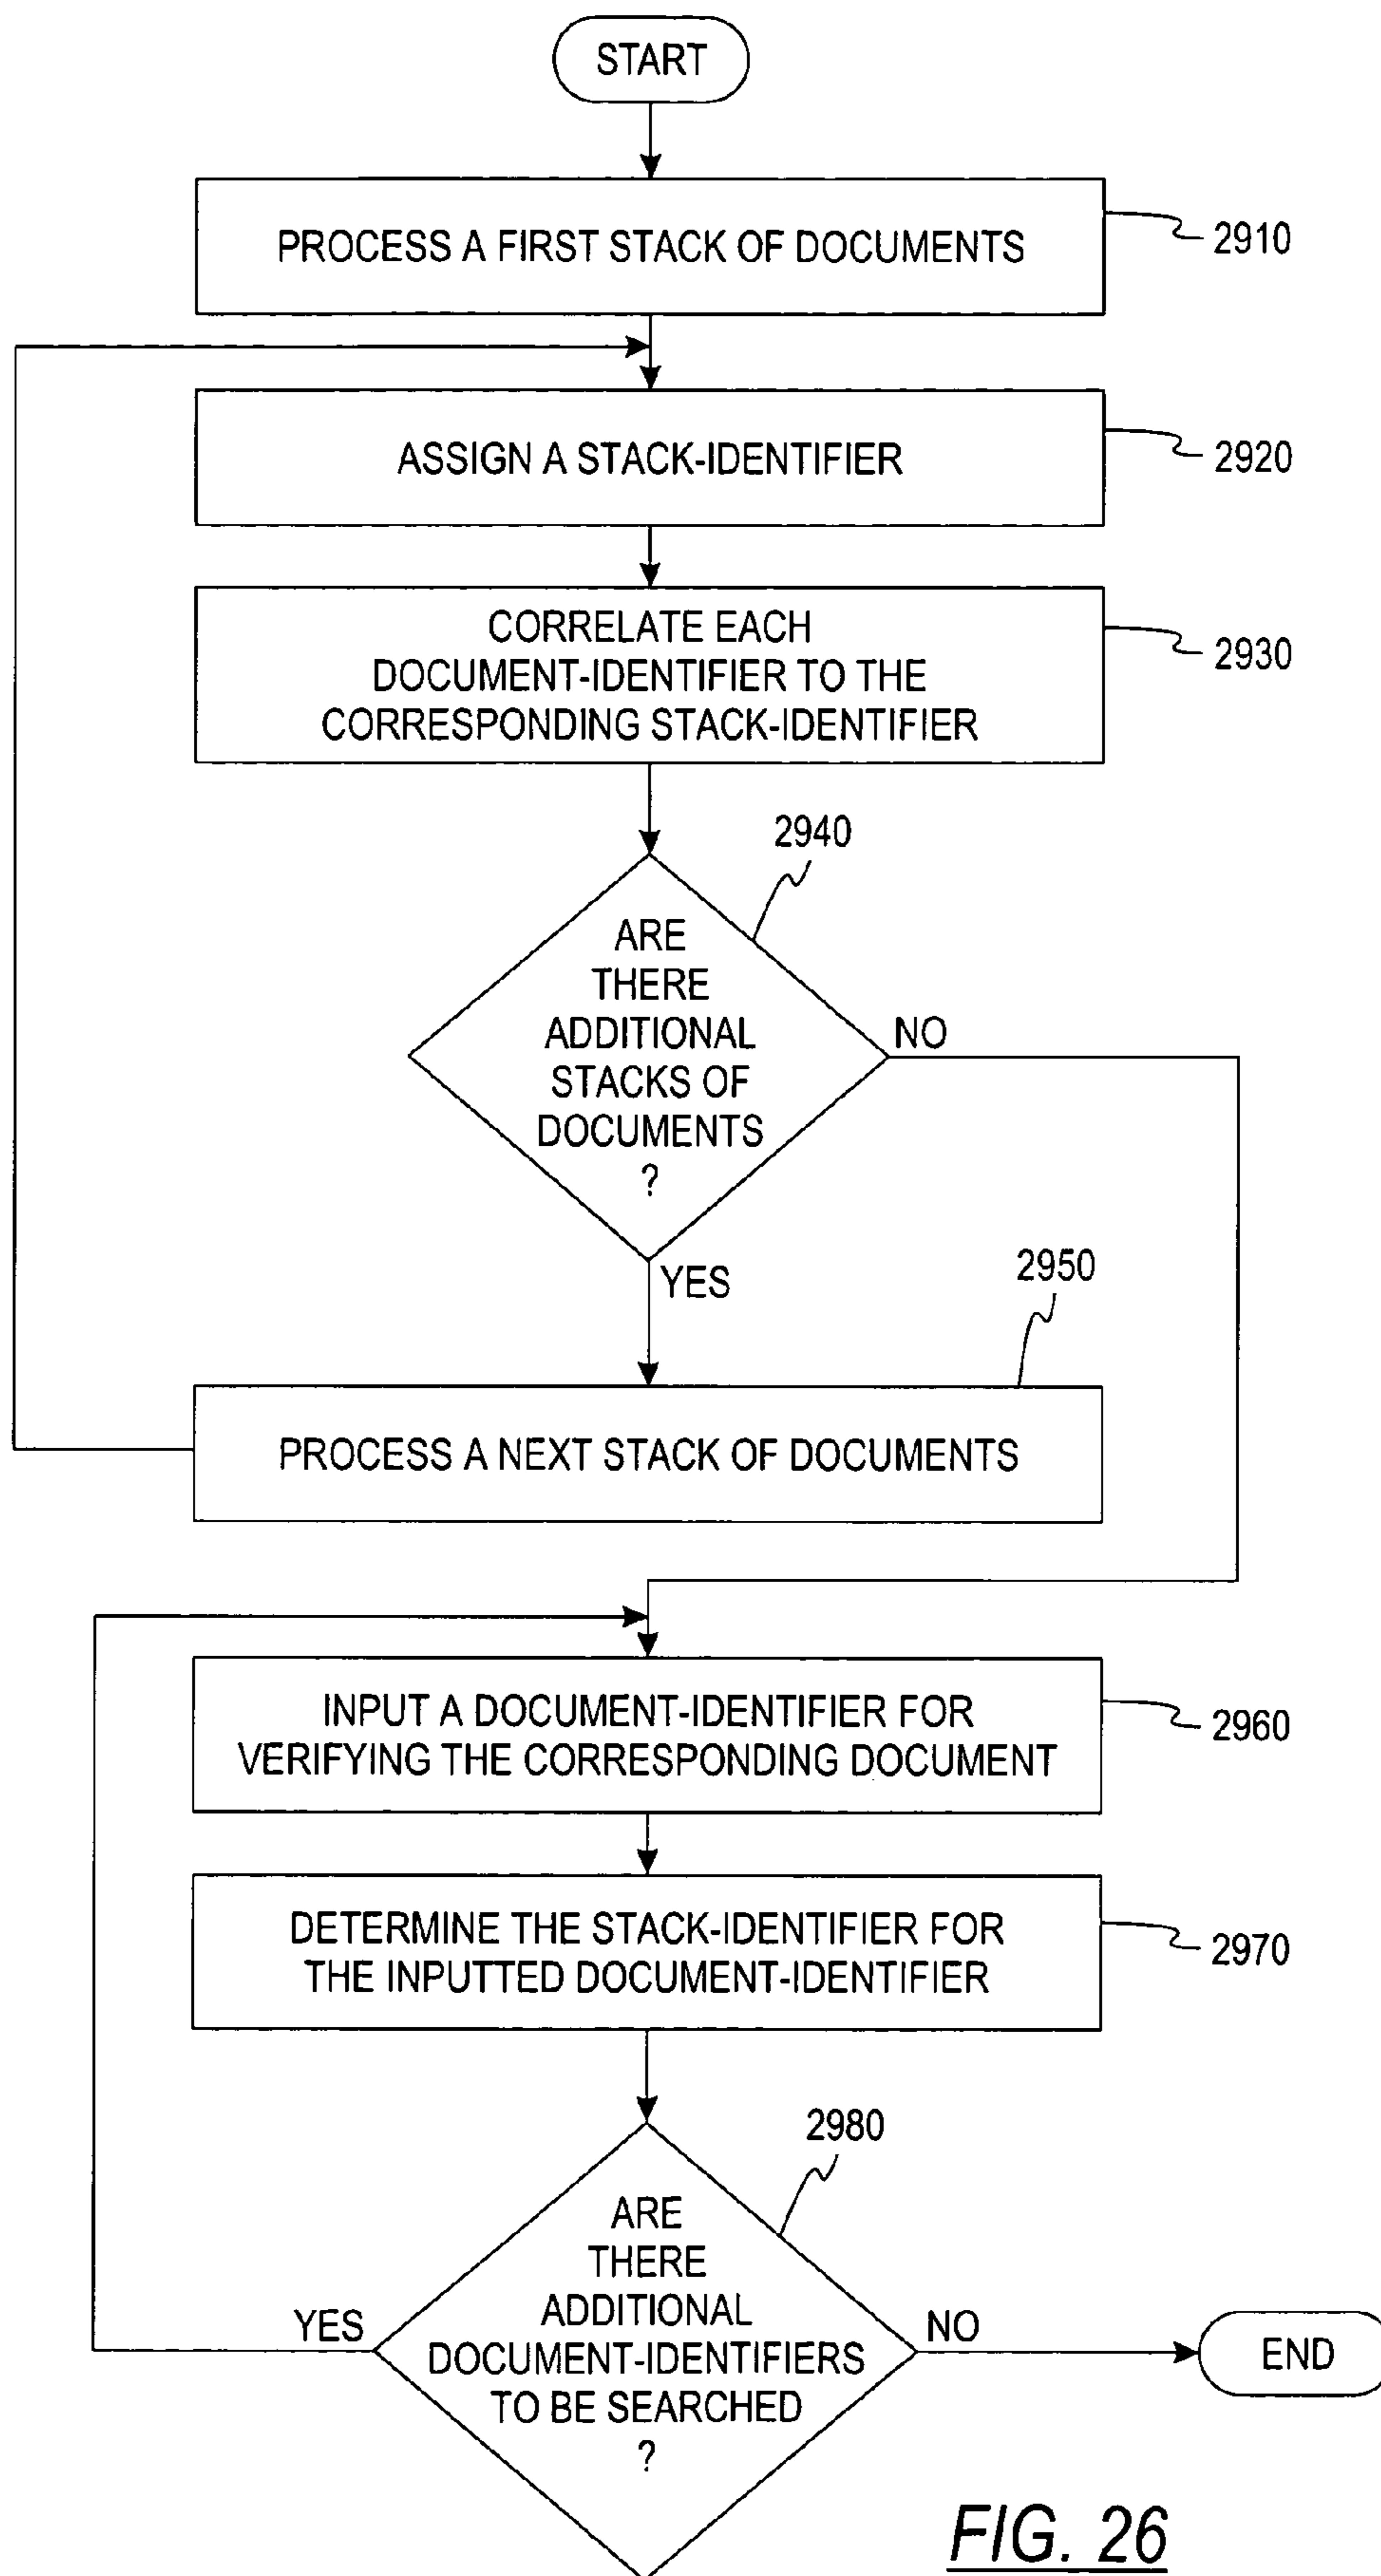 START
PROCESS A FIRST STACK OF DOCUMENTS
2910
ASSIGN A STACK-IDENTIFIER
2920
CORRELATE EACH
DOCUMENT-IDENTIFIER TO THE
CORRESPONDING STACK-IDENTIFIER
2930
2940
ARE
THERE
ADDITIONAL
STACKS OF
DOCUMENTS
?
NO
YES
2950
PROCESS A NEXT STACK OF DOCUMENTS
INPUT A DOCUMENT-IDENTIFIER FOR
VERIFYING THE CORRESPONDING DOCUMENT
2960
DETERMINE THE STACK-IDENTIFIER FOR
THE INPUTTED DOCUMENT-IDENTIFIER
2970
2980
ARE
THERE
ADDITIONAL
DOCUMENT-IDENTIFIERS
TO BE SEARCHED
?
YES
NO
END
FIG. 26